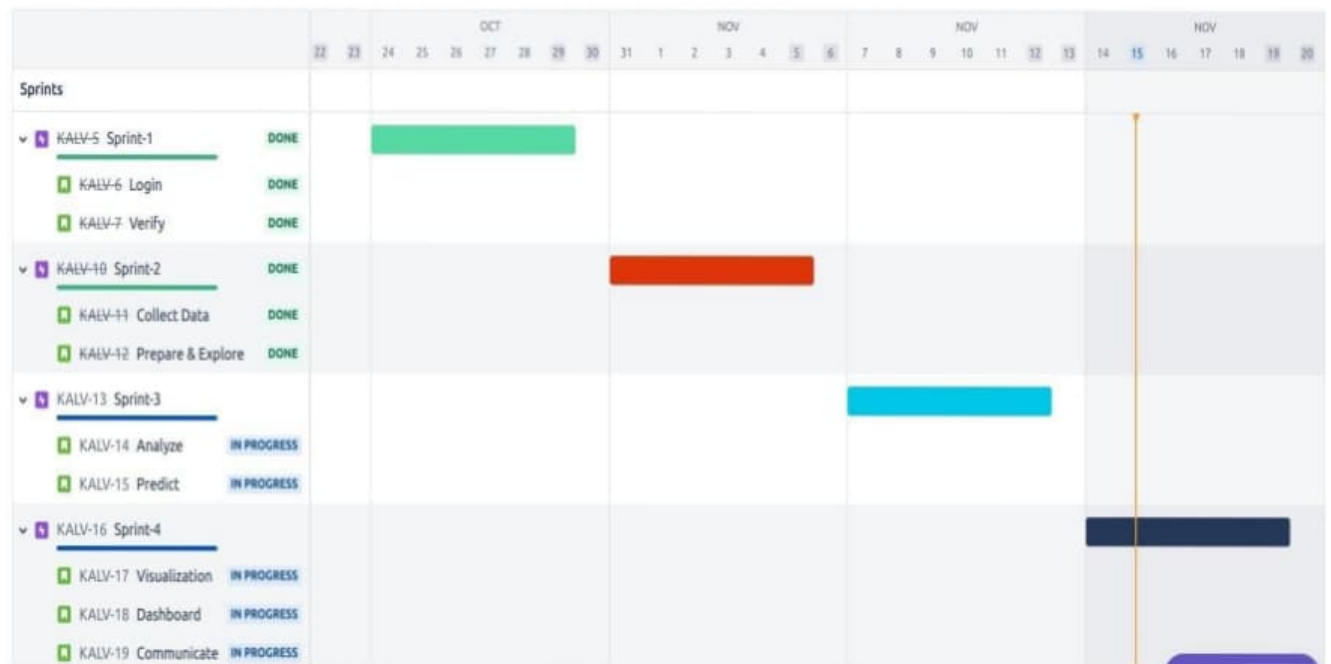 OCT NOV NOV NOV
22 23 24 25 26 27 28 29 30 31 1 2 3 4 5 6 7 8 9 10 11 12 13 14 15 16 17 18 19 20
Sprints
KALV-5 Sprint-1 DONE
KALV-6 Login DONE
KALV-7 Verify DONE
KALV-10 Sprint-2 DONE
KALV-11 Collect Data DONE
KALV-12 Prepare & Explore DONE
KALV-13 Sprint-3
KALV-14 Analyze IN PROGRESS
KALV-15 Predict IN PROGRESS
KALV-16 Sprint-4
KALV-17 Visualization IN PROGRESS
KALV-18 Dashboard IN PROGRESS
KALV-19 Communicate IN PROGRESS